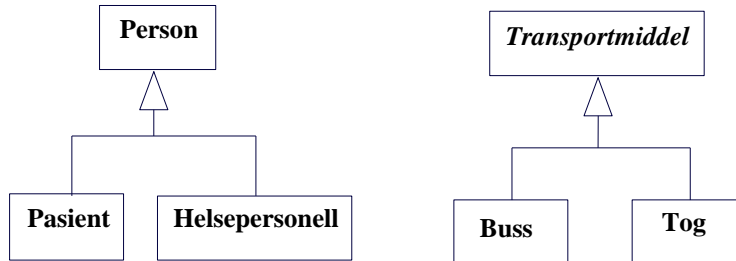 Person
Transportmiddel
Pasient
Helsepersonell
Buss
Tog